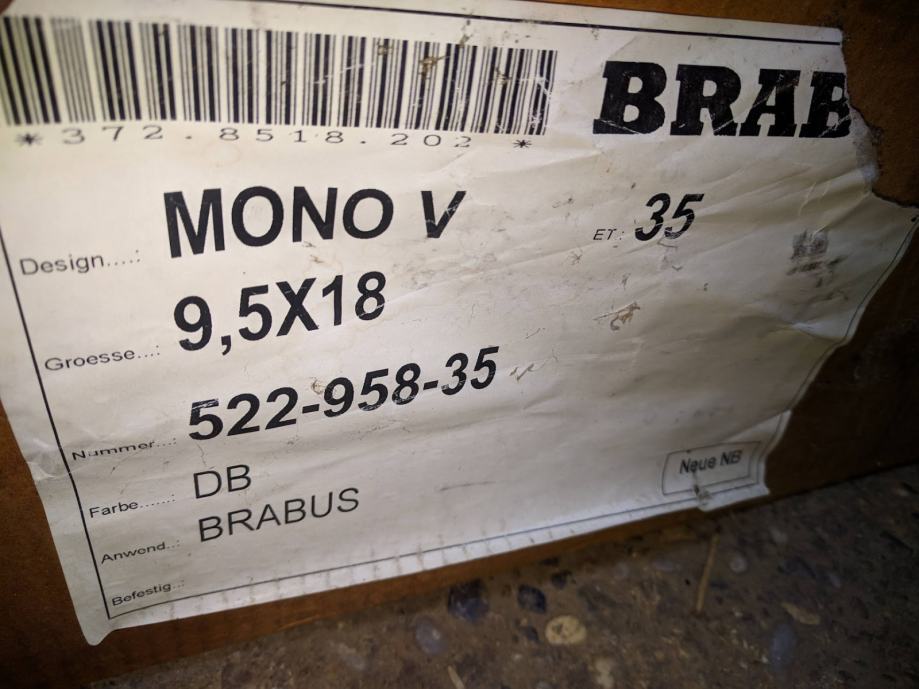 BRAB
*372.8518.202 *
Design....: MONO V ET: 35
Groesse...: 9,5X18
Nummer...: 522-958-35
Farbe......: DB
Anwend..: BRABUS
Befestig..:
Neue NB